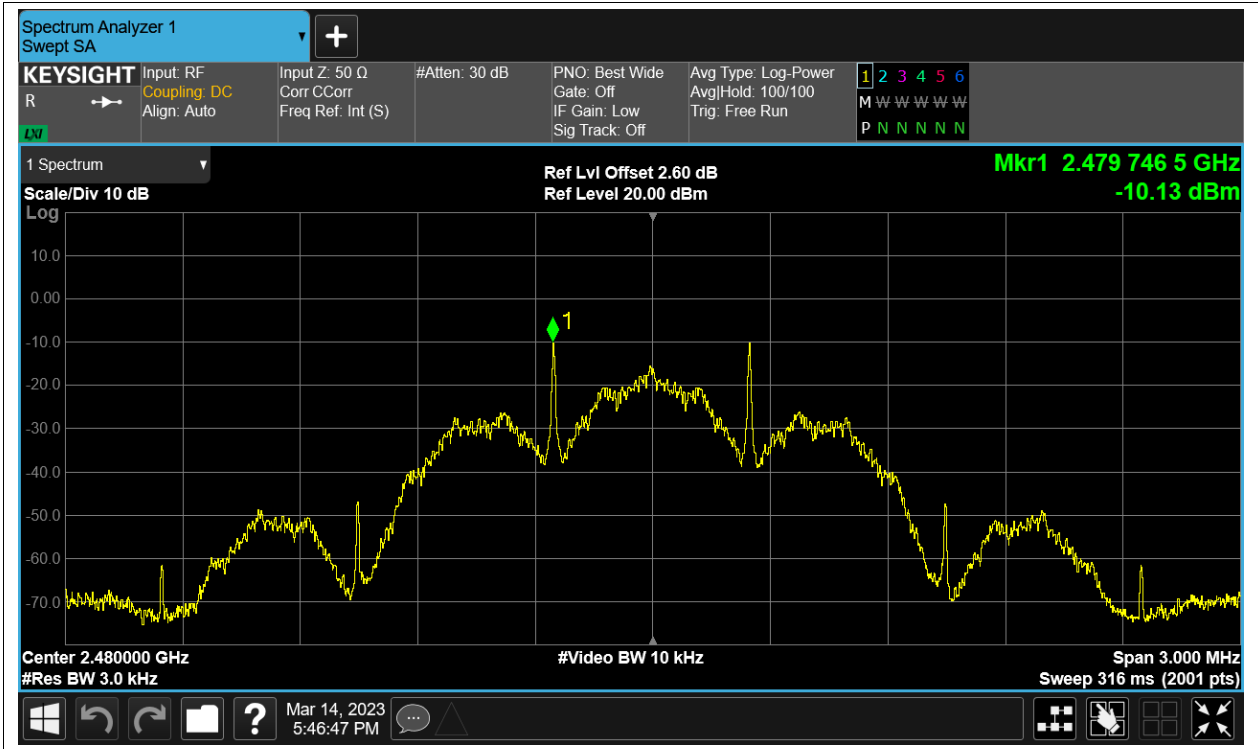 Spectrum Analyzer 1
Swept SA
KEYSIGHT
R
LXI
Input: RF
Coupling: DC
Align: Auto
Input Z: 50 Ω
Corr CCorr
Freq Ref: Int (S)
#Atten: 30 dB
PNO: Best Wide
Gate: Off
IF Gain: Low
Sig Track: Off
Avg Type: Log-Power
Avg|Hold: 100/100
Trig: Free Run
1 2 3 4 5 6
M W W W W W
P N N N N N
1 Spectrum
Scale/Div 10 dB
Log
Ref Lvl Offset 2.60 dB
Ref Level 20.00 dBm
Mkr1 2.479 746 5 GHz
-10.13 dBm
10.0
0.00
-10.0
-20.0
-30.0
-40.0
-50.0
-60.0
-70.0
1
Center 2.480000 GHz
#Res BW 3.0 kHz
#Video BW 10 kHz
Span 3.000 MHz
Sweep 316 ms (2001 pts)
?
Mar 14, 2023
5:46:47 PM